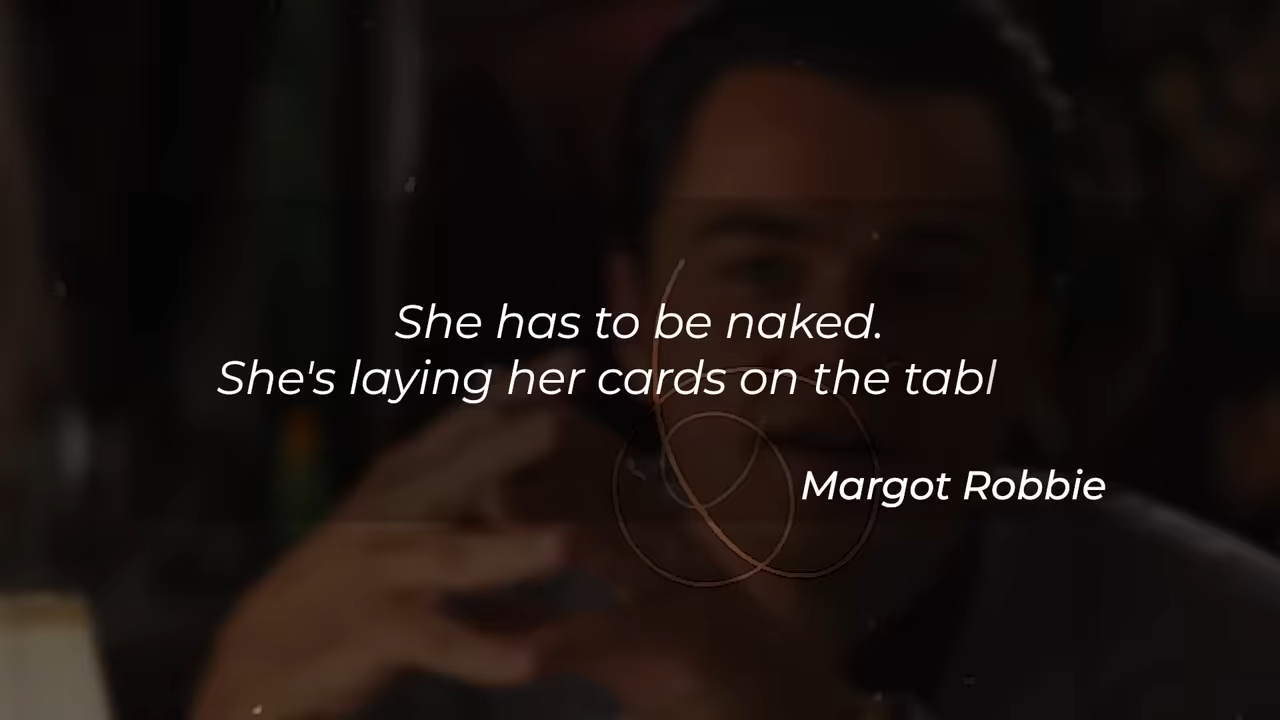 She has to be naked.
She's laying her cards on the tabl
Margot Robbie